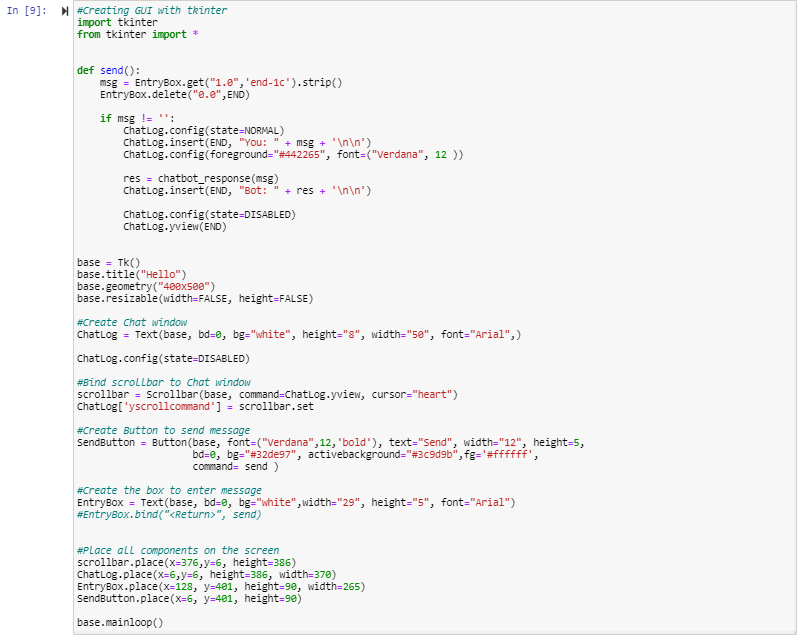 In [9]:
#Creating GUI with tkinter
import tkinter
from tkinter import *
def send():
msg = EntryBox.get("1.0",'end-1c').strip()
EntryBox.delete("0.0",END)
if msg != '':
ChatLog.config(state=NORMAL)
ChatLog.insert(END, "You: " + msg + '\n\n')
ChatLog.config(foreground="#442265", font=("Verdana", 12 ))
res = chatbot_response(msg)
ChatLog.insert(END, "Bot: " + res + '\n\n')
ChatLog.config(state=DISABLED)
ChatLog.yview(END)
base = Tk()
base.title("Hello")
base.geometry("400x500")
base.resizable(width=FALSE, height=FALSE)
#Create Chat window
ChatLog = Text(base, bd=0, bg="white", height="8", width="50", font="Arial",)
ChatLog.config(state=DISABLED)
#Bind scrollbar to Chat window
scrollbar = Scrollbar(base, command=ChatLog.yview, cursor="heart")
ChatLog['yscrollcommand'] = scrollbar.set
#Create Button to send message
SendButton = Button(base, font=("Verdana",12,'bold'), text="Send", width="12", height=5,
bd=0, bg="#32de97", activebackground="#3c9d9b",fg='#ffffff',
command= send )
#Create the box to enter message
EntryBox = Text(base, bd=0, bg="white",width="29", height="5", font="Arial")
#EntryBox.bind("<Return>", send)
#Place all components on the screen
scrollbar.place(x=376,y=6, height=386)
ChatLog.place(x=6,y=6, height=386, width=370)
EntryBox.place(x=128, y=401, height=90, width=265)
SendButton.place(x=6, y=401, height=90)
base.mainloop()